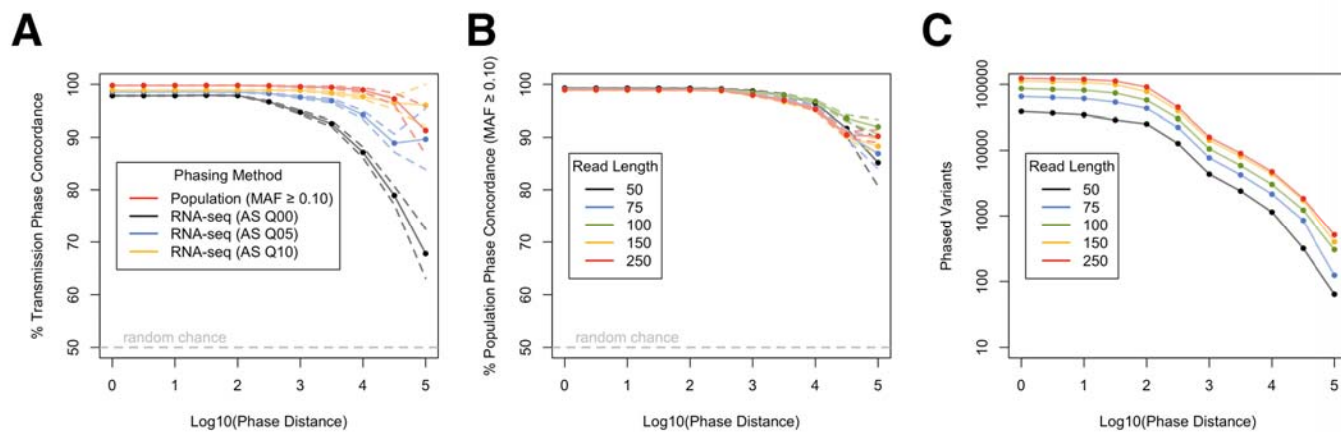 A
% Transmission Phase Concordance
100
90
80
70
60
50
Phasing Method
Population (MAF ≥ 0.10)
RNA-seq (AS Q00)
RNA-seq (AS Q05)
RNA-seq (AS Q10)
random chance
0 1 2 3 4 5
Log10(Phase Distance)
B
% Population Phase Concordance (MAF ≥ 0.10)
100
90
80
70
60
50
Read Length
50
75
100
150
250
random chance
0 1 2 3 4 5
Log10(Phase Distance)
C
Phased Variants
100000
10000
1000
100
10
Read Length
50
75
100
150
250
0 1 2 3 4 5
Log10(Phase Distance)